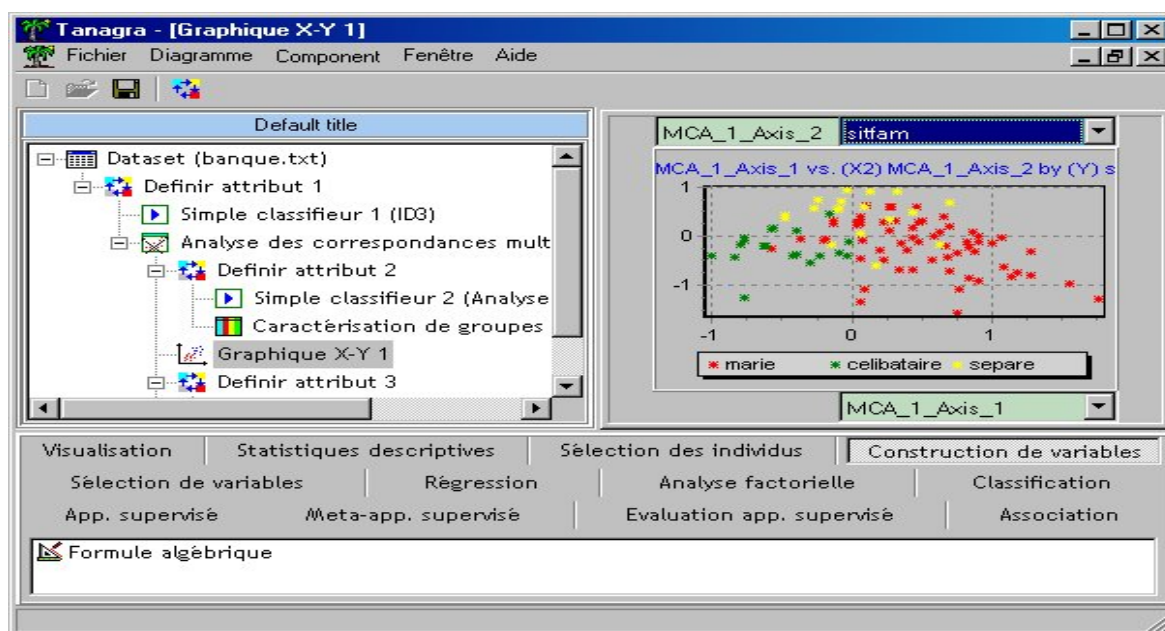 Tanagra - [Graphique X-Y 1]
Fichier Diagramme Component Fenêtre Aide
Default title
Dataset (banque.txt)
Definir attribut 1
Simple classifieur 1 (ID3)
Analyse des correspondances mult
Definir attribut 2
Simple classifieur 2 (Analyse
Caractérisation de groupes
Graphique X-Y 1
Definir attribut 3
MCA_1_Axis_2 sitfam
MCA_1_Axis_1 vs. (X2) MCA_1_Axis_2 by (Y) s
1
0
-1
-1 0 1
marie celibataire separe
MCA_1_Axis_1
Visualisation Statistiques descriptives Sélection des individus Construction de variables
Sélection de variables Régression Analyse factorielle Classification
App. supervisé Meta-app. supervisé Evaluation app. supervisé Association
Formule algébrique